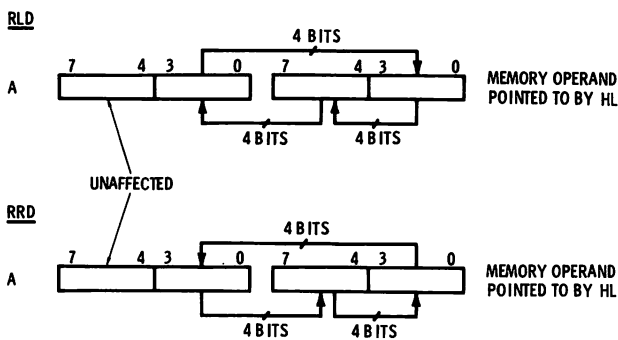 RLD
4 BITS
7 4 3 0 7 4 3 0
A
MEMORY OPERAND
POINTED TO BY HL
4 BITS 4 BITS
UNAFFECTED
RRD
4 BITS
7 4 3 0 7 4 3 0
A
MEMORY OPERAND
POINTED TO BY HL
4 BITS 4 BITS